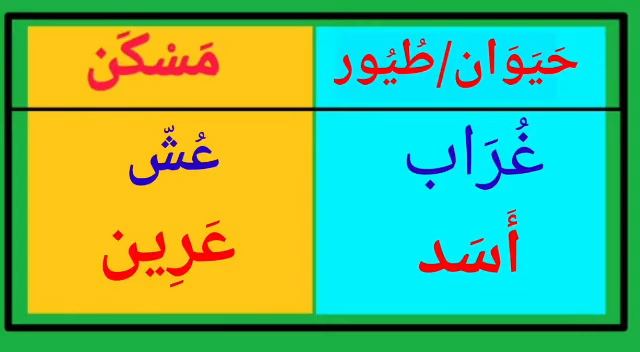 حَيَوَان/طُيُور مَسْكَن
غُرَاب عُشّ
أَسَد عَرِين